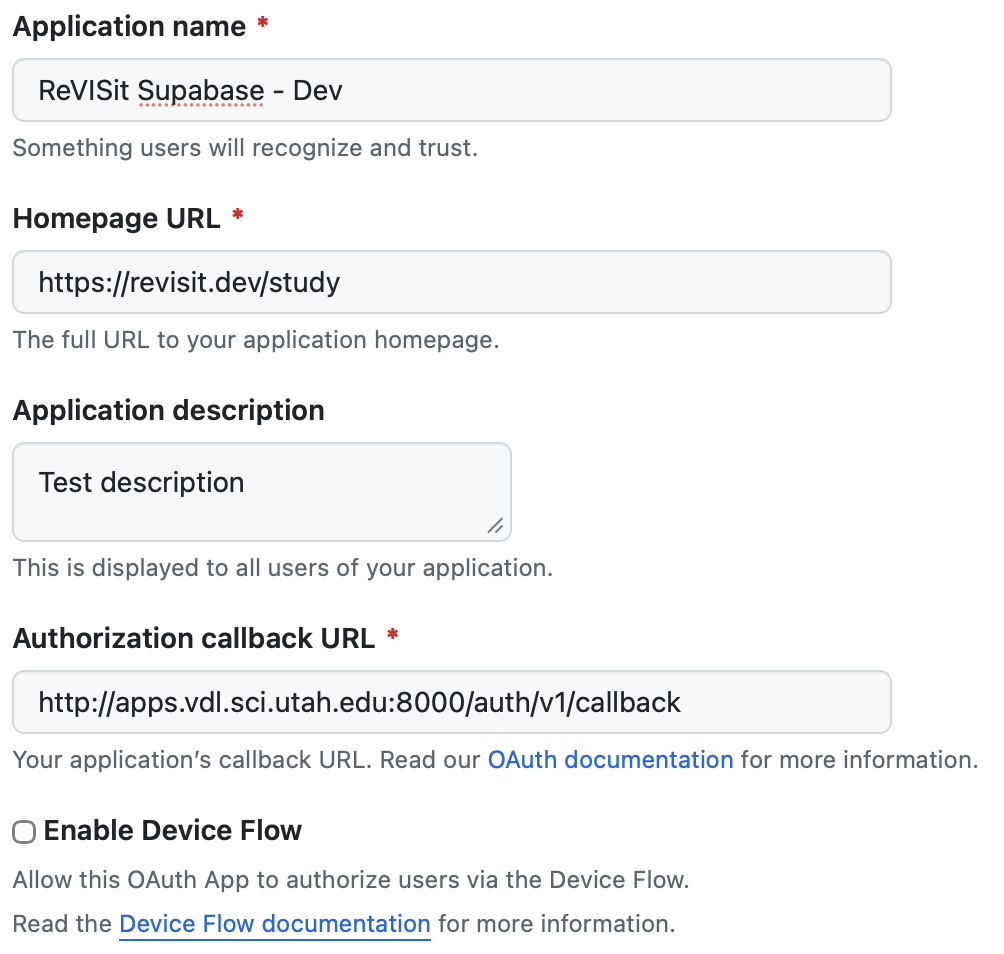 Application name *
ReVISit Supabase - Dev
Something users will recognize and trust.
Homepage URL *
https://revisit.dev/study
The full URL to your application homepage.
Application description
Test description
This is displayed to all users of your application.
Authorization callback URL *
http://apps.vdl.sci.utah.edu:8000/auth/v1/callback
Your application’s callback URL. Read our OAuth documentation for more information.
Enable Device Flow
Allow this OAuth App to authorize users via the Device Flow.
Read the Device Flow documentation for more information.